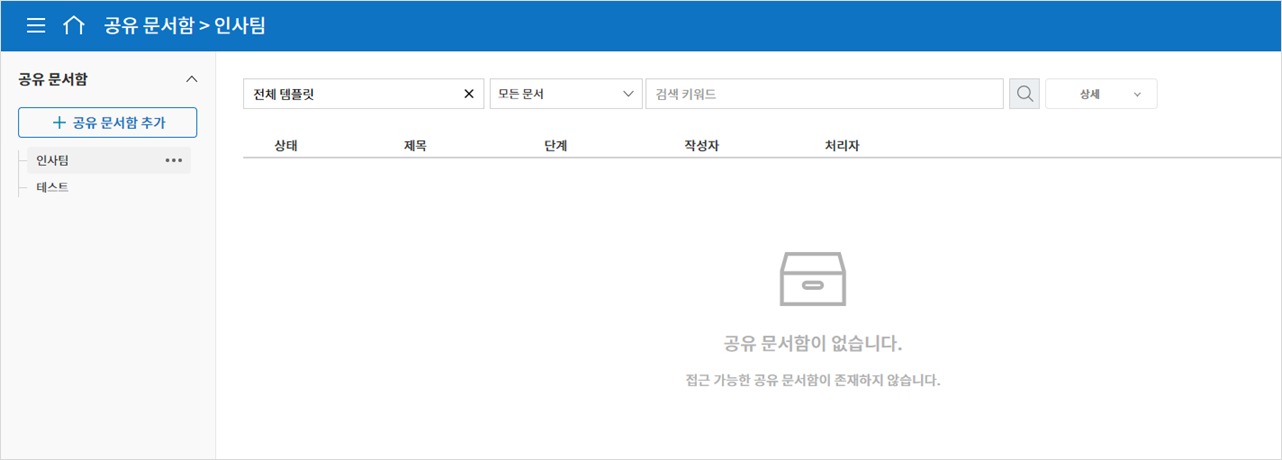 공유 문서함 > 인사팀
공유 문서함
공유 문서함 추가
인사팀
테스트
전체 템플릿
모든 문서
검색 키워드
상세
상태 제목 단계 작성자 처리자
공유 문서함이 없습니다.
접근 가능한 공유 문서함이 존재하지 않습니다.